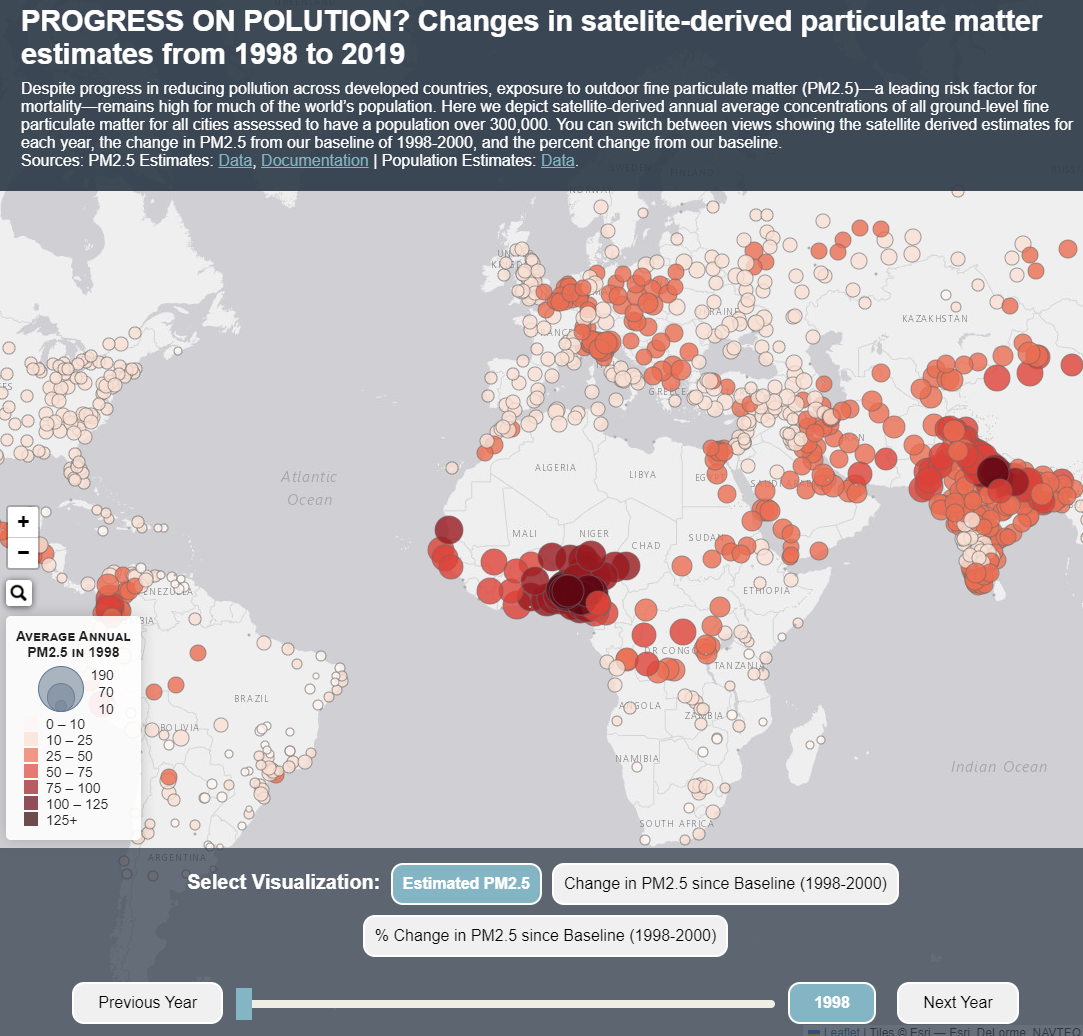 PROGRESS ON POLUTION? Changes in satelite-derived particulate matter
estimates from 1998 to 2019
Despite progress in reducing pollution across developed countries, exposure to outdoor fine particulate matter (PM2.5)—a leading risk factor for
mortality—remains high for much of the world's population. Here we depict satellite-derived annual average concentrations of all ground-level fine
particulate matter for all cities assessed to have a population over 300,000. You can switch between views showing the satellite derived estimates for
each year, the change in PM2.5 from our baseline of 1998-2000, and the percent change from our baseline.
Sources: PM2.5 Estimates: Data, Documentation | Population Estimates: Data.
SWEDEN
FINLAND
NORWAY
KAZAKHSTAN
GREECE
Atlantic
Ocean
ALGERIA
LIBYA
MALI
NIGER
CHAD
SUDAN
ETHIOPIA
DR CONGO
TANZANIA
ANGOLA
ZAMBIA
NAMIBIA
SOUTH AFRICA
Indian Ocean
BRAZIL
BOLIVIA
ARGENTINA
+
−
AVERAGE ANNUAL
PM2.5 IN 1998
190
70
10
0 – 10
10 – 25
25 – 50
50 – 75
75 – 100
100 – 125
125+
Select Visualization:
Estimated PM2.5
Change in PM2.5 since Baseline (1998-2000)
% Change in PM2.5 since Baseline (1998-2000)
Previous Year
1998
Next Year
Leaflet | Tiles © Esri — Esri, DeLorme, NAVTEQ